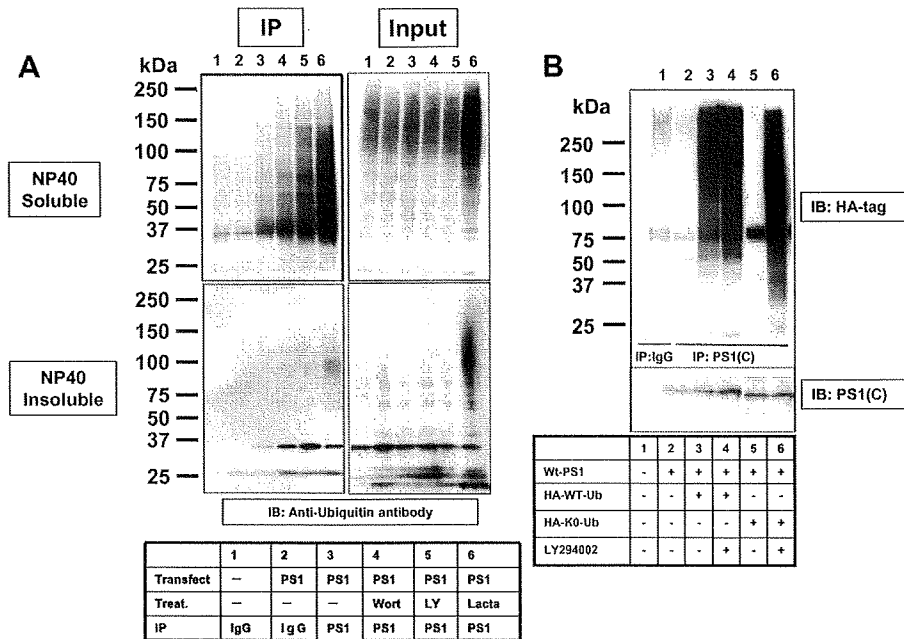 IP Input
1 2 3 4 5 6 1 2 3 4 5 6
A
kDa
250
150
100
75
50
37
25
NP40
Soluble
250
150
100
75
50
37
25
NP40
Insoluble
IB: Anti-Ubiquitin antibody
1 2 3 4 5 6
Transfect – PS1 PS1 PS1 PS1 PS1
Treat. – – – Wort LY Lacta
IP IgG IgG PS1 PS1 PS1 PS1
B
1 2 3 4 5 6
kDa
250
150
100
75
50
37
25
IB: HA-tag
IP:IgG IP: PS1(C)
IB: PS1(C)
1 2 3 4 5 6
Wt-PS1 - + + + + +
HA-WT-Ub - - + + - -
HA-K0-Ub - - - - + +
LY294002 - - - + - +